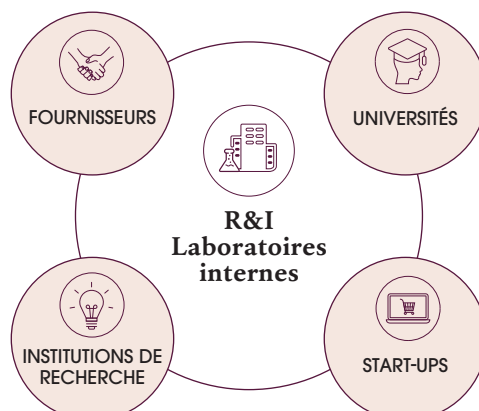 FOURNISSEURS
UNIVERSITÉS
R&I
Laboratoires
internes
INSTITUTIONS DE
RECHERCHE
START-UPS